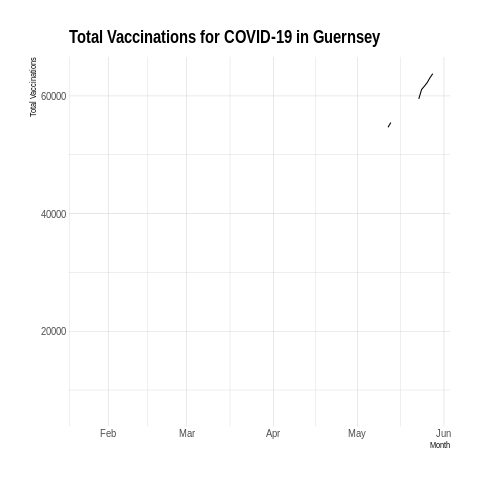 Total Vaccinations for COVID-19 in Guernsey
Total Vaccinations
60000
40000
20000
Feb Mar Apr May Jun
Month